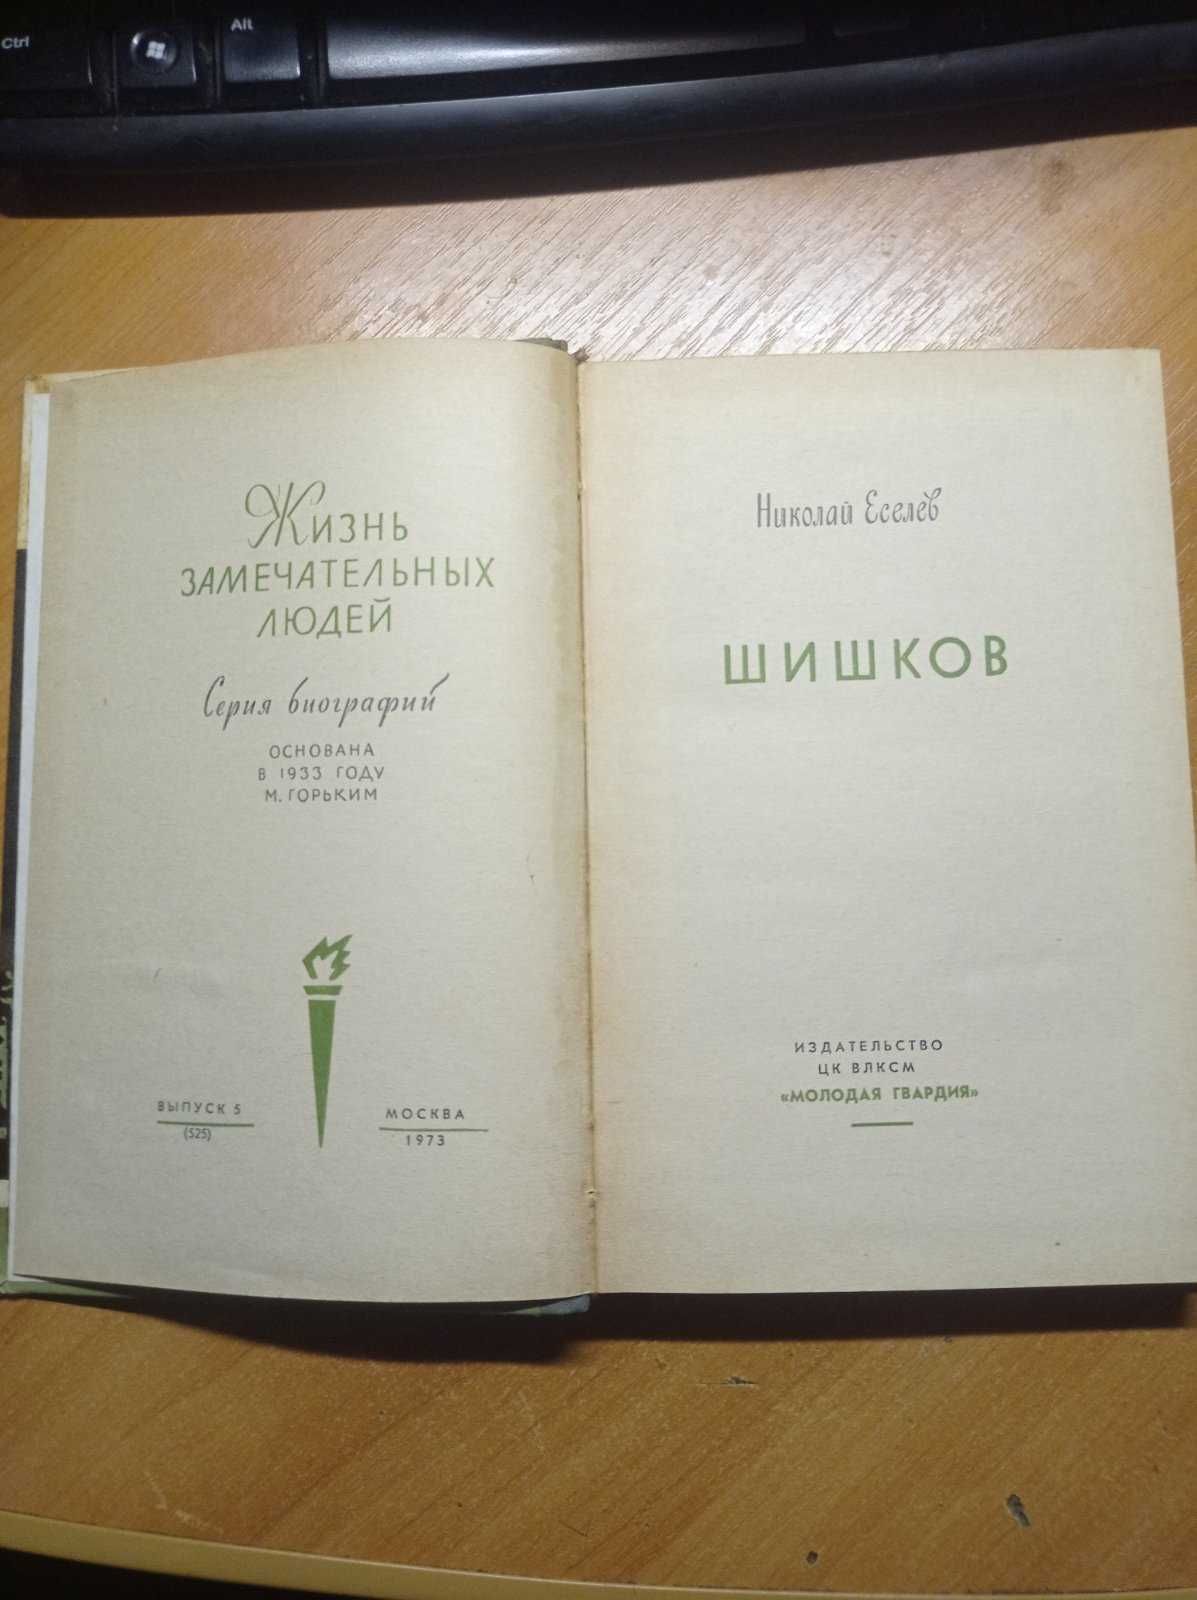 Ctrl
Alt
Жизнь
замечательных
людей
Серия биографий
ОСНОВАНА
В 1933 ГОДУ
М. ГОРЬКИМ
ВЫПУСК 5
(525)
МОСКВА
1973
Николай Еселев
ШИШКОВ
ИЗДАТЕЛЬСТВО
ЦК ВЛКСМ
«МОЛОДАЯ ГВАРДИЯ»